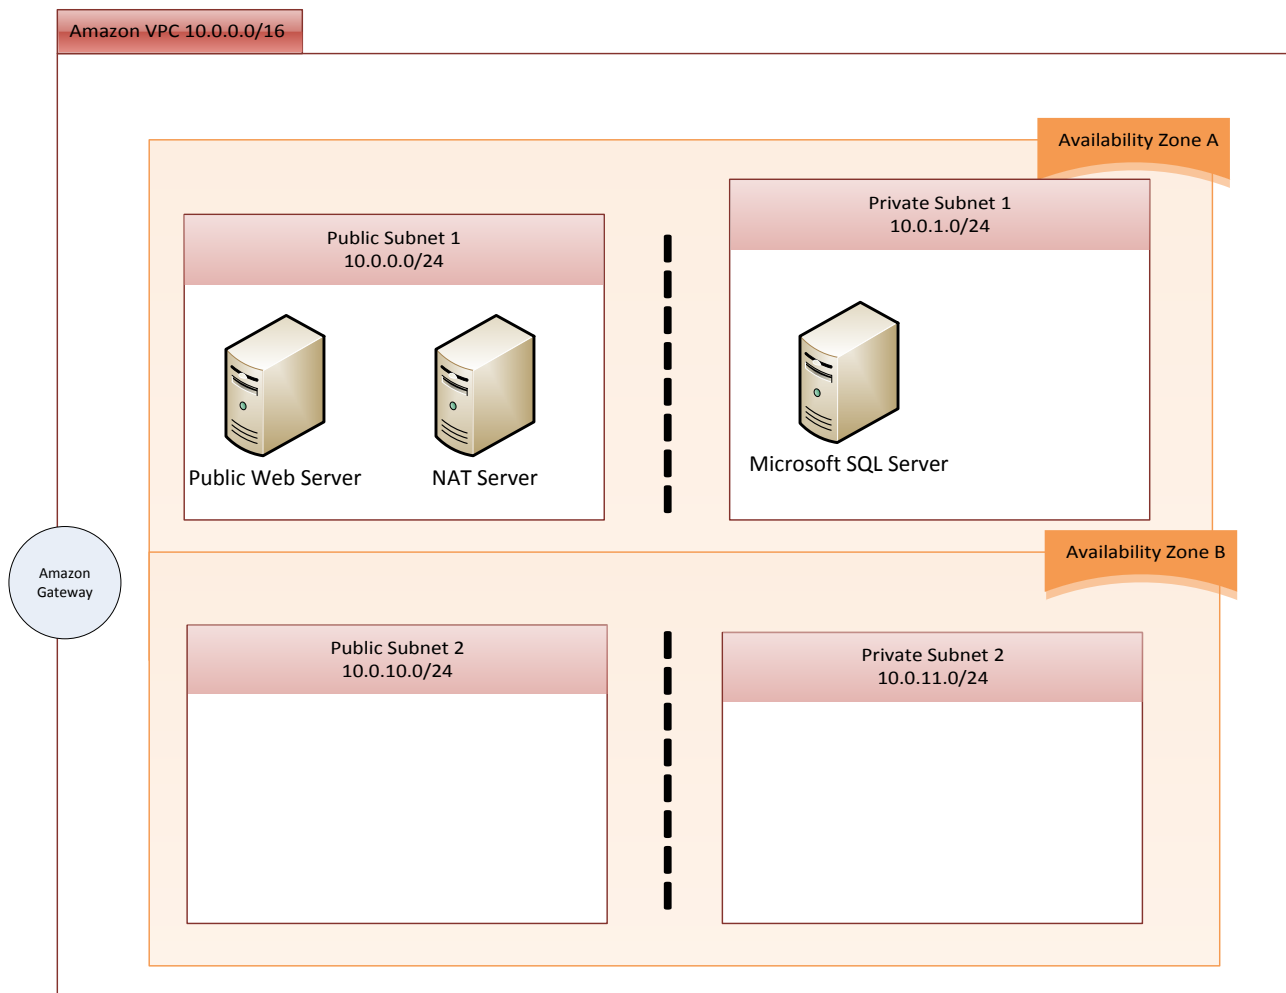 Amazon VPC 10.0.0.0/16
Availability Zone A
Public Subnet 1
10.0.0.0/24
Private Subnet 1
10.0.1.0/24
Public Web Server
NAT Server
Microsoft SQL Server
Amazon
Gateway
Availability Zone B
Public Subnet 2
10.0.10.0/24
Private Subnet 2
10.0.11.0/24